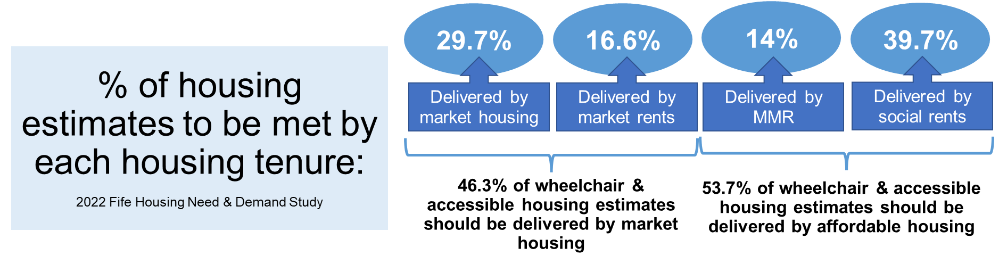 % of housing
estimates to be met by
each housing tenure:
2022 Fife Housing Need & Demand Study
29.7%
Delivered by
market housing
16.6%
Delivered by
market rents
14%
Delivered by
MMR
39.7%
Delivered by
social rents
46.3% of wheelchair &
accessible housing estimates
should be delivered by market
housing
53.7% of wheelchair & accessible
housing estimates should be
delivered by affordable housing